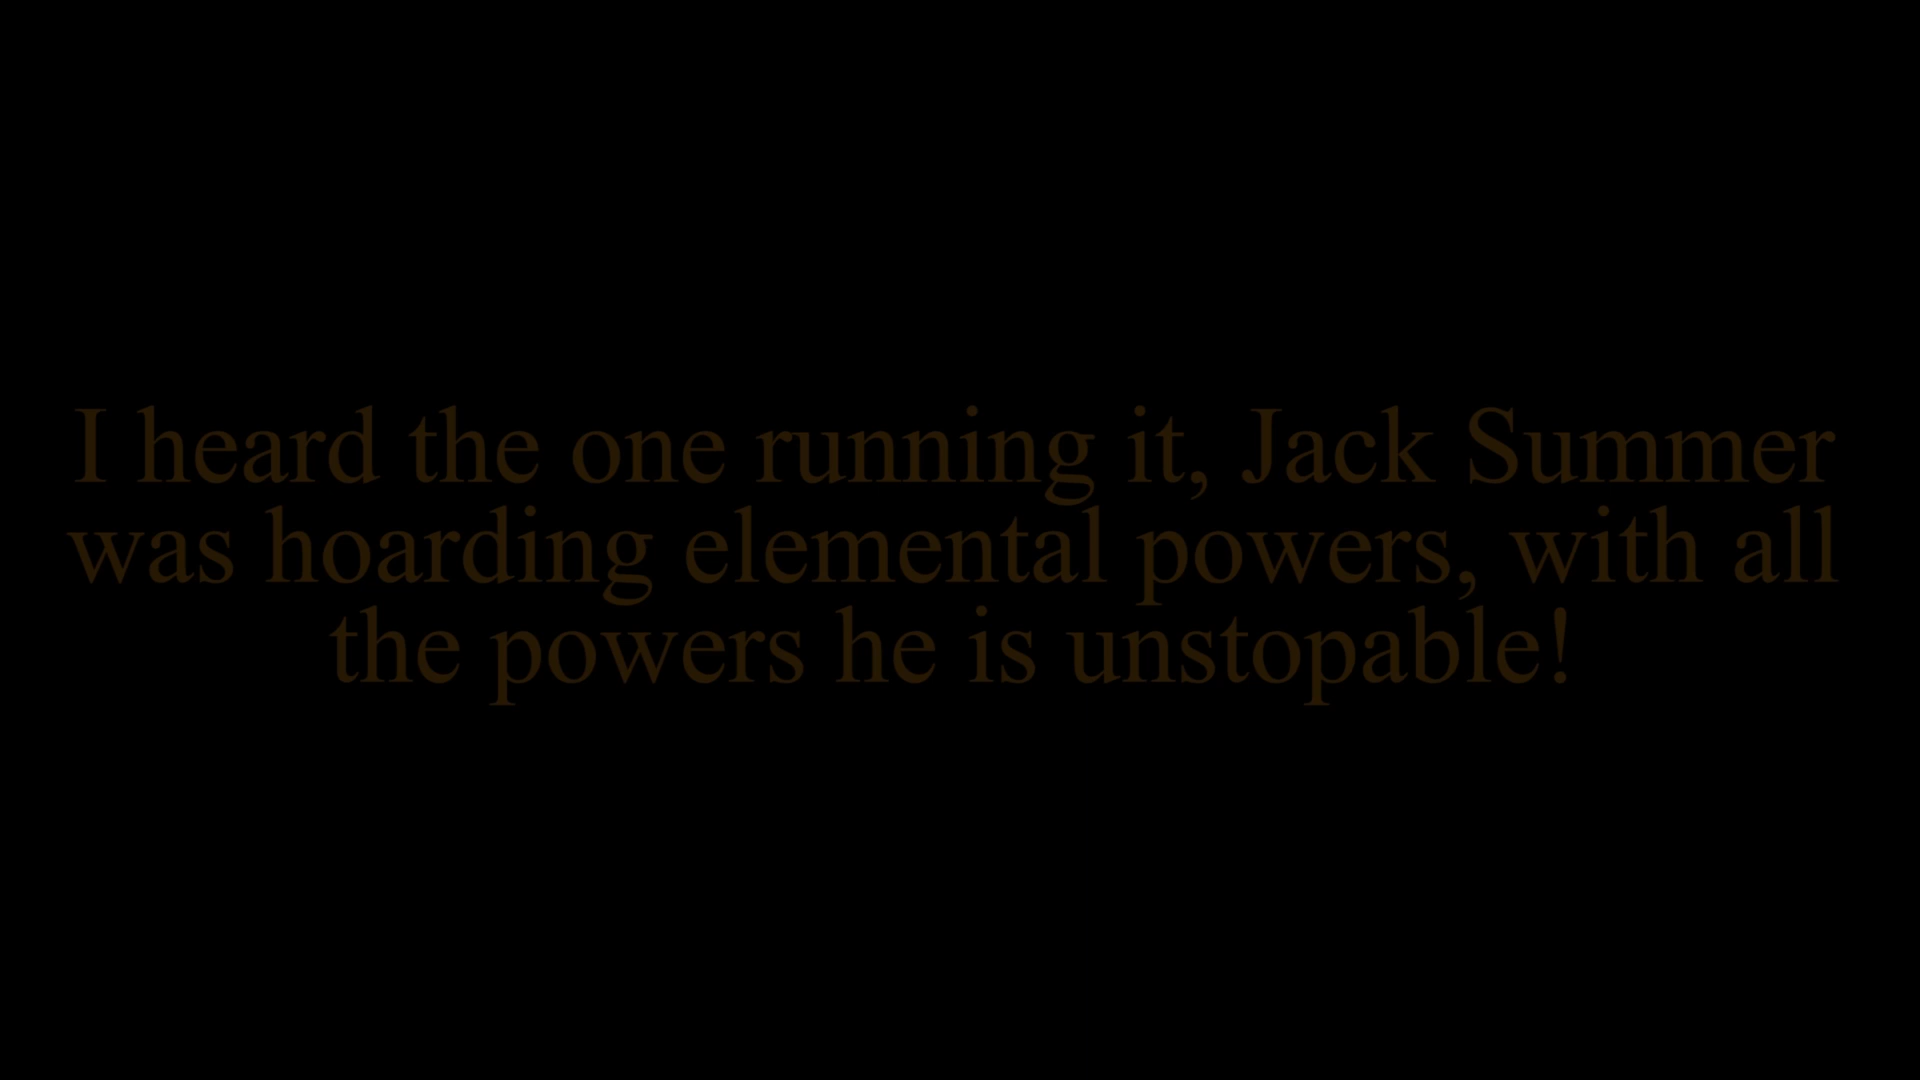 I heard the one running it, Jack Summer
was hoarding elemental powers, with all
the powers he is unstopable!